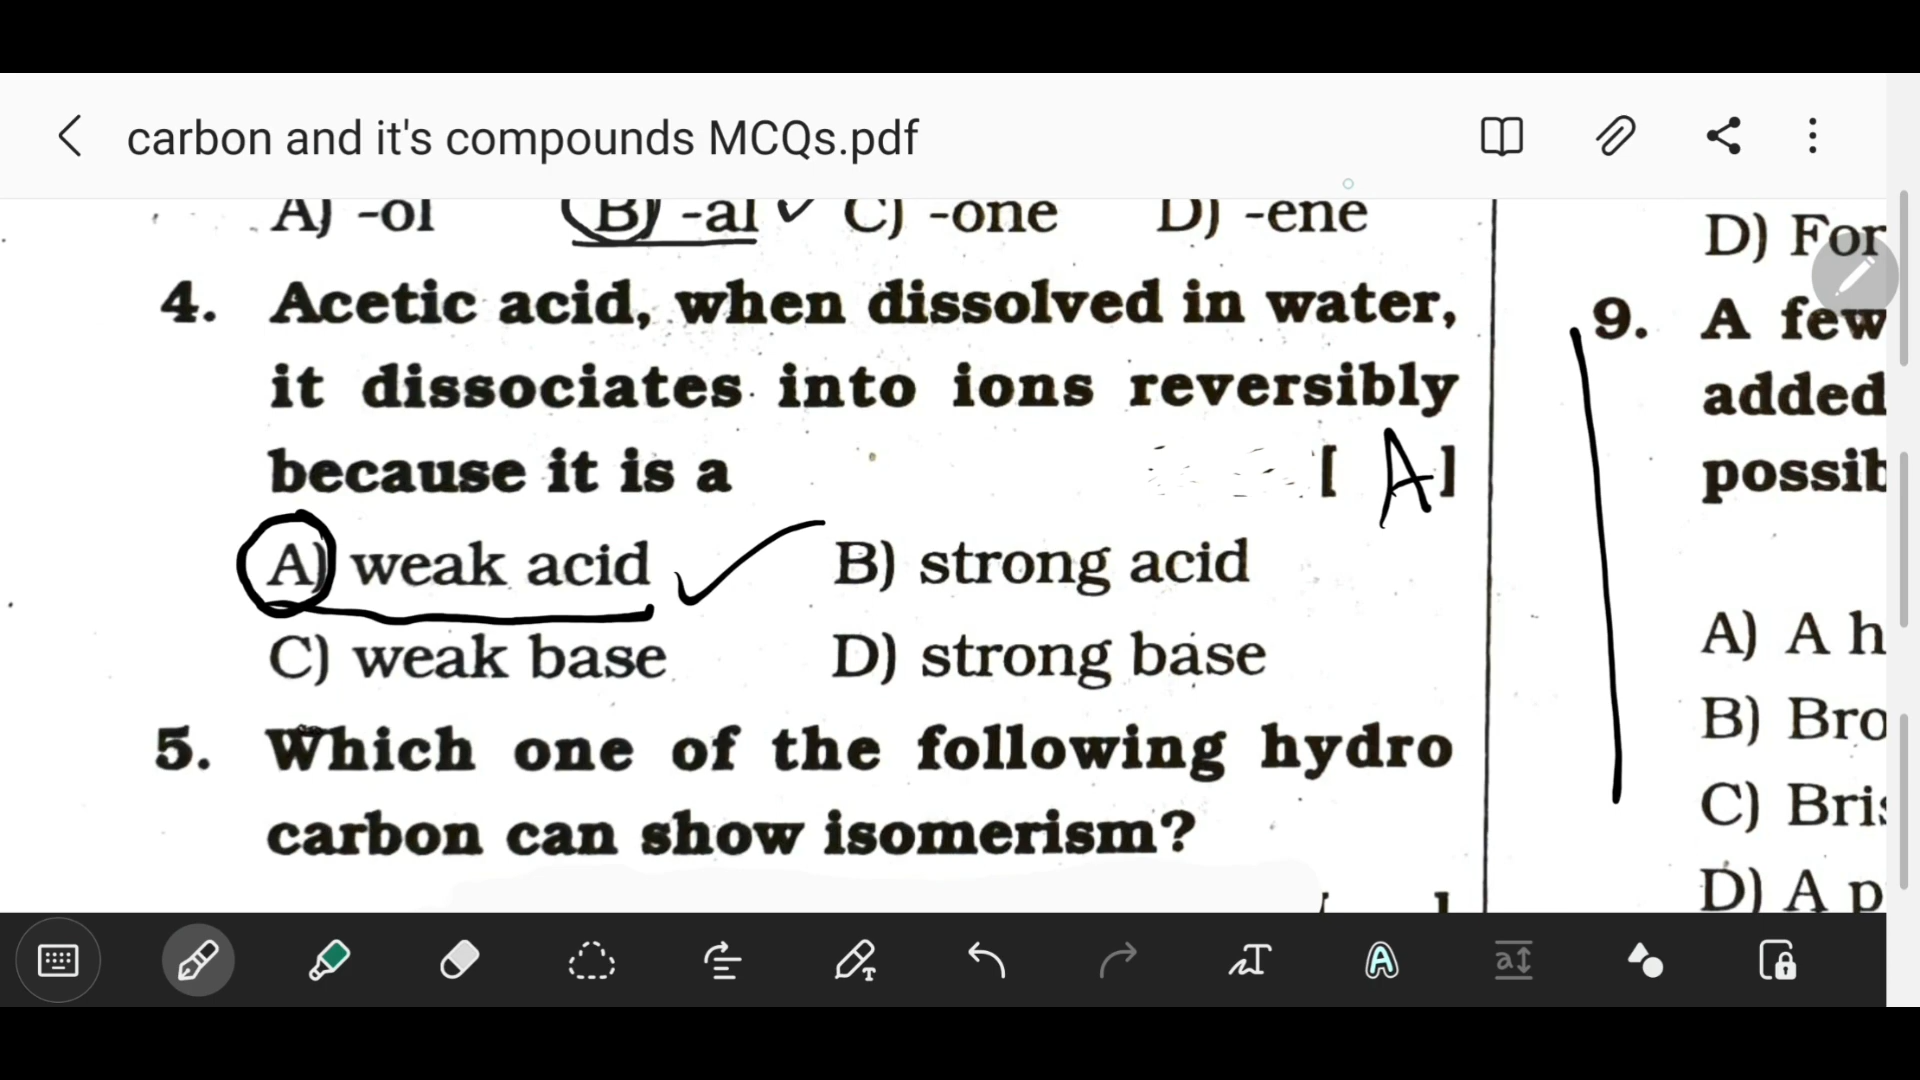 carbon and it's compounds MCQs.pdf
A) -ol B) -al C) -one D) -ene
4. Acetic acid, when dissolved in water,
it dissociates into ions reversibly
because it is a [ A ]
A) weak acid B) strong acid
C) weak base D) strong base
5. Which one of the following hydro
carbon can show isomerism?
D) For
9. A few
added
possib
A) A h
B) Bro
C) Bris
D) A p